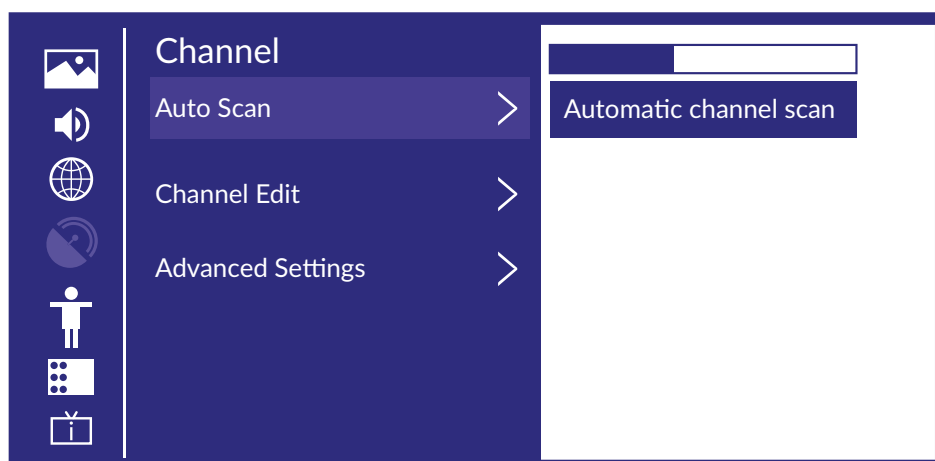 Channel
Auto Scan
Automatic channel scan
Channel Edit
Advanced Settings
i